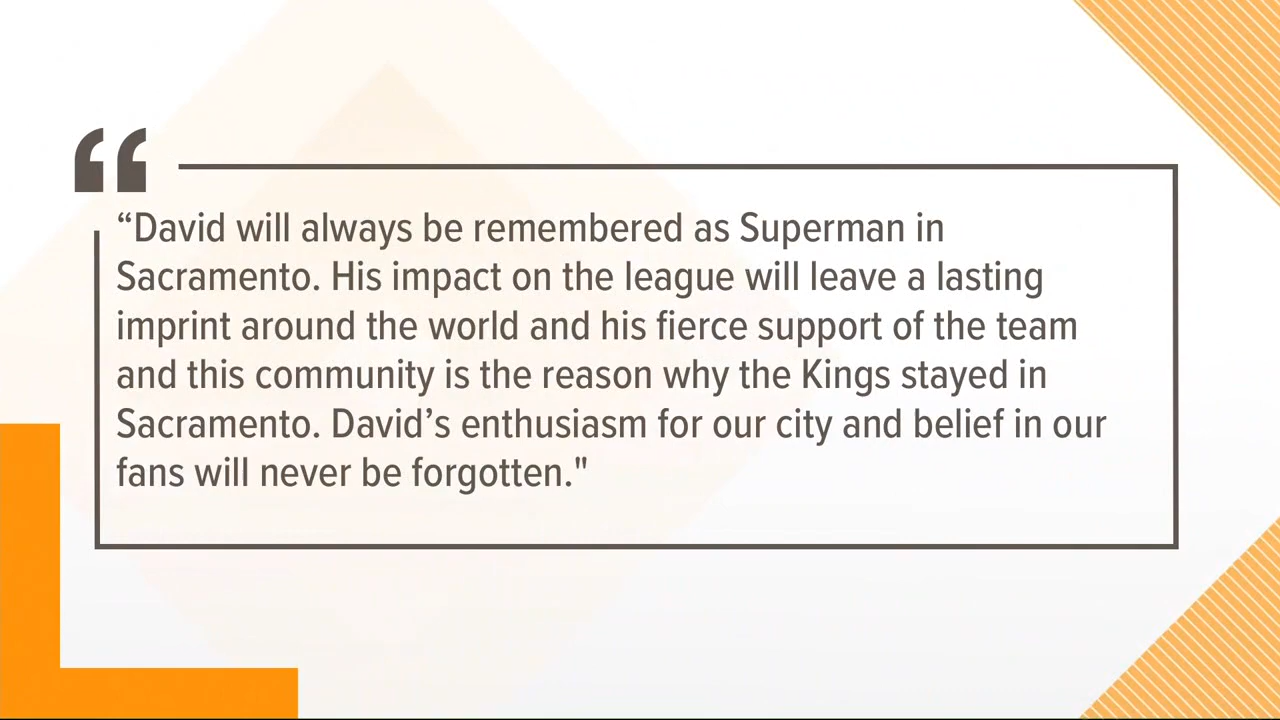 “David will always be remembered as Superman in
Sacramento. His impact on the league will leave a lasting
imprint around the world and his fierce support of the team
and this community is the reason why the Kings stayed in
Sacramento. David’s enthusiasm for our city and belief in our
fans will never be forgotten."